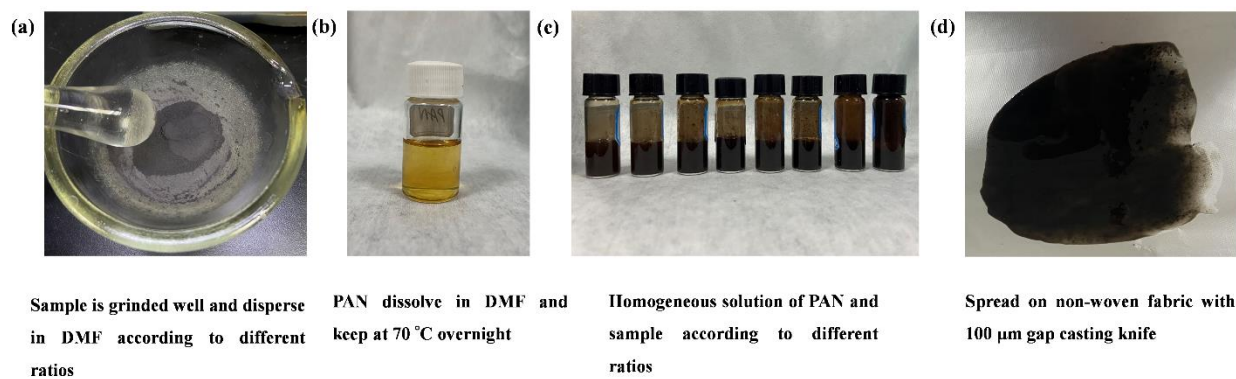 (a)
(b)
(c)
(d)
PAN
Sample is grinded well and disperse
in DMF according to different
ratios
PAN dissolve in DMF and
keep at 70 °C overnight
Homogeneous solution of PAN and
sample according to different
ratios
Spread on non-woven fabric with
100 μm gap casting knife